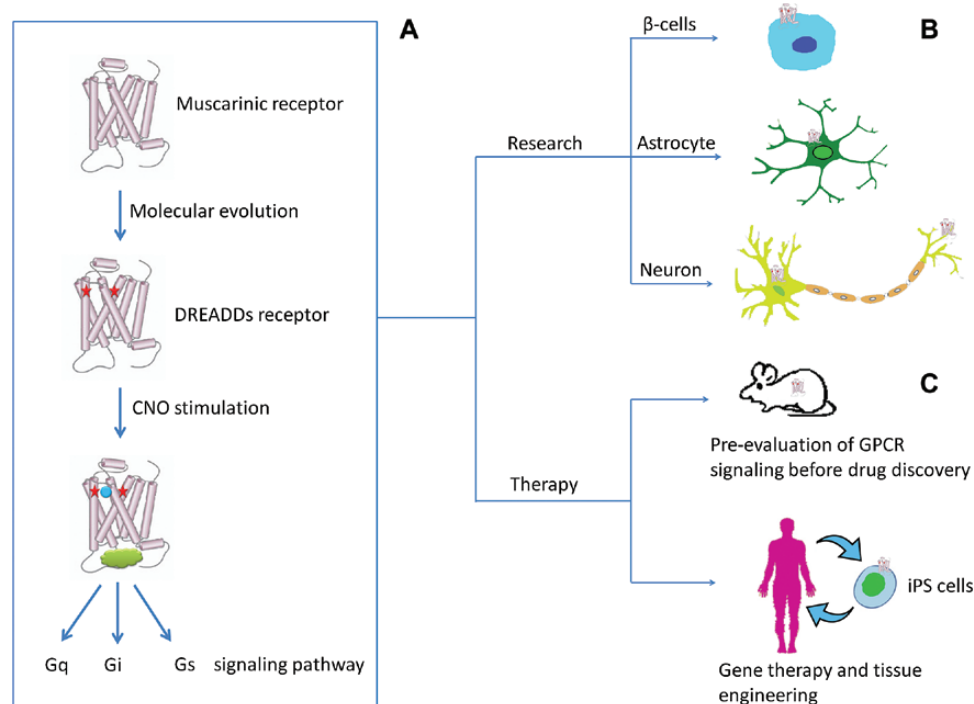 A
Muscarinic receptor
Molecular evolution
DREADDs receptor
CNO stimulation
Gq Gi Gs signaling pathway
Research
Therapy
B
β-cells
Astrocyte
Neuron
C
Pre-evaluation of GPCR
signaling before drug discovery
iPS cells
Gene therapy and tissue
engineering